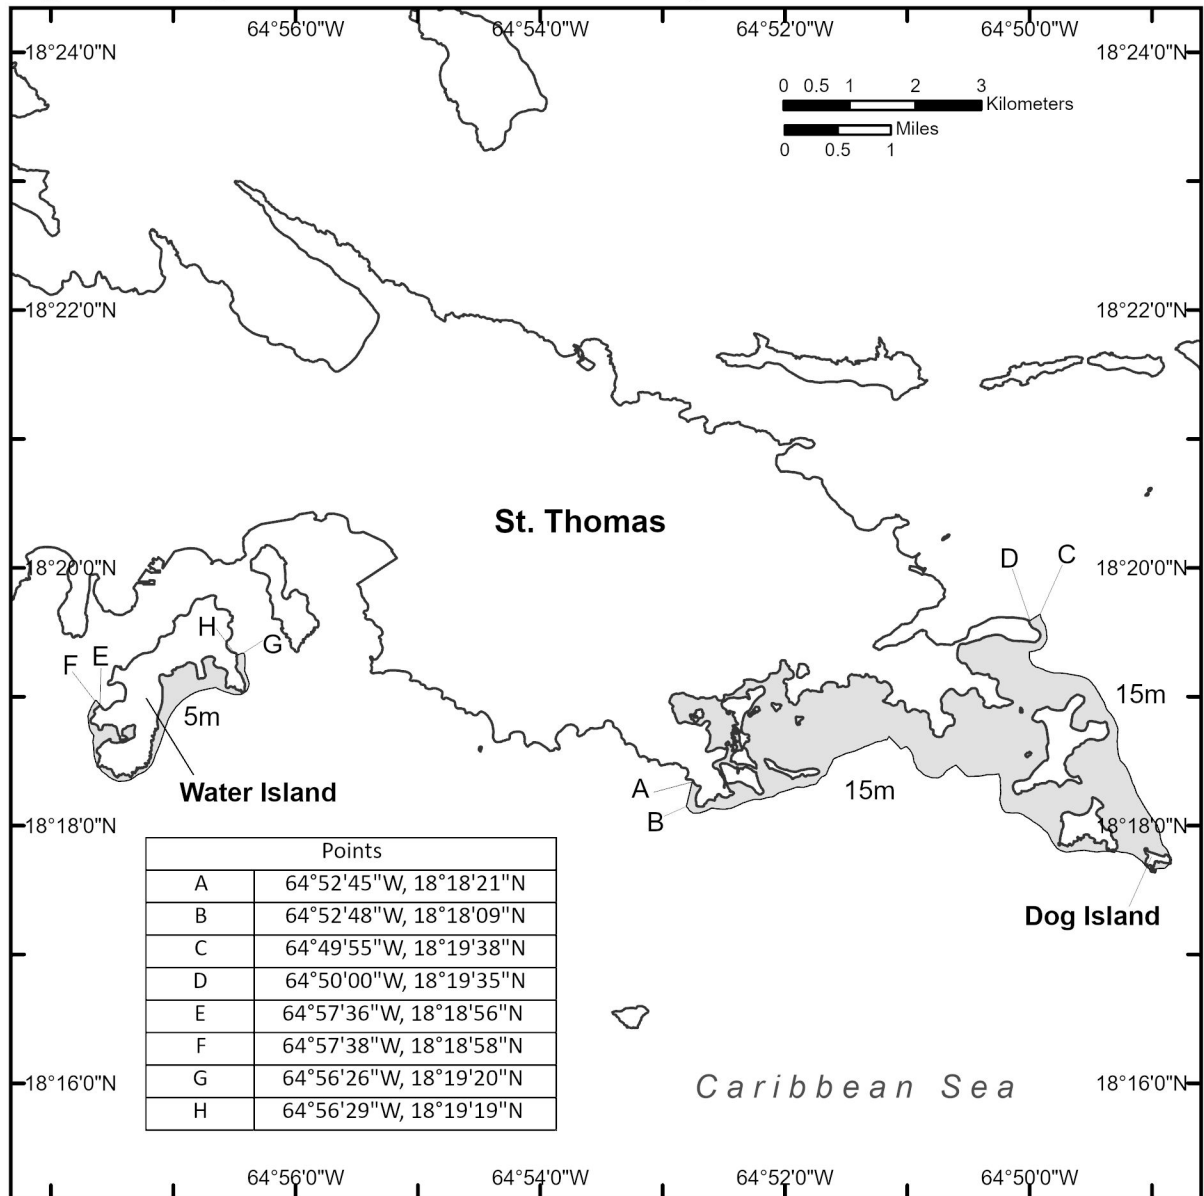 64°56'0"W 64°54'0"W 64°52'0"W 64°50'0"W
18°24'0"N 18°24'0"N
0 0.5 1 2 3
Kilometers
Miles
0 0.5 1
18°22'0"N 18°22'0"N
St. Thomas
18°20'0"N D C 18°20'0"N
H G
F E
5m
15m
Water Island
A
15m
B
18°18'0"N
Dog Island
18°18'0"N
Points
A 64°52'45"W, 18°18'21"N
B 64°52'48"W, 18°18'09"N
C 64°49'55"W, 18°19'38"N
D 64°50'00"W, 18°19'35"N
E 64°57'36"W, 18°18'56"N
F 64°57'38"W, 18°18'58"N
G 64°56'26"W, 18°19'20"N
H 64°56'29"W, 18°19'19"N
18°16'0"N Caribbean Sea 18°16'0"N
64°56'0"W 64°54'0"W 64°52'0"W 64°50'0"W